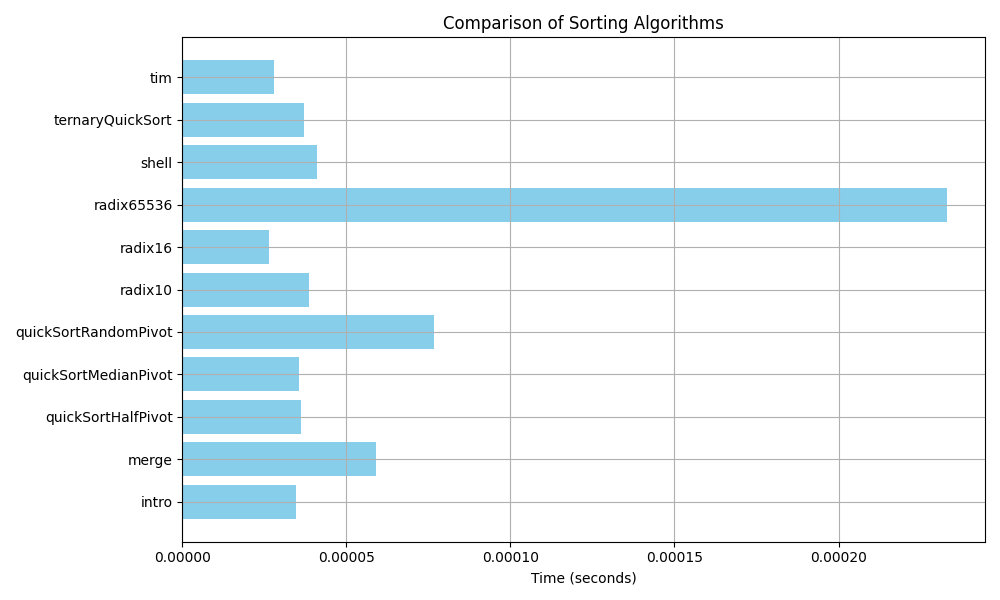 Comparison of Sorting Algorithms
tim
ternaryQuickSort
shell
radix65536
radix16
radix10
quickSortRandomPivot
quickSortMedianPivot
quickSortHalfPivot
merge
intro
0.00000 0.00005 0.00010 0.00015 0.00020
Time (seconds)